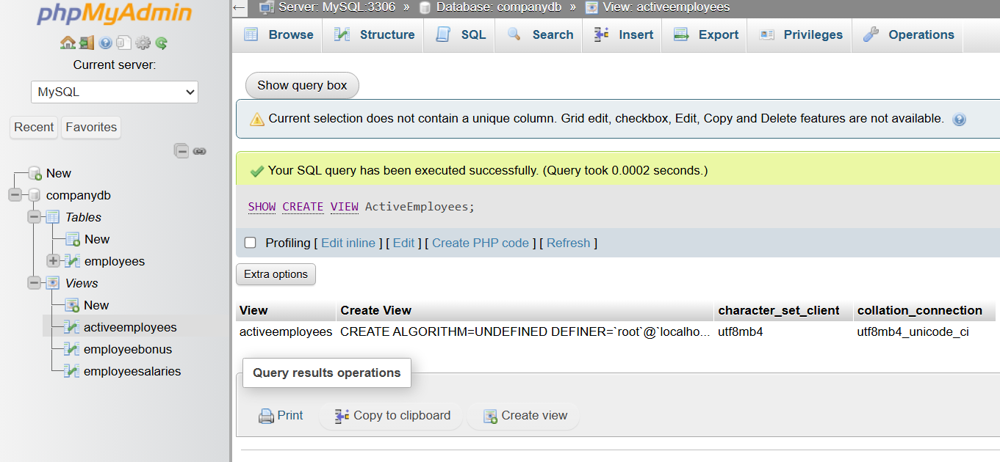 phpMyAdmin
Current server:
MySQL
Recent Favorites
New
companydb
Tables
New
employees
Views
New
activeemployees
employeebonus
employeesalaries
Server: MySQL:3306 » Database: companydb » View: activeemployees
Browse Structure SQL Search Insert Export Privileges Operations
Show query box
Current selection does not contain a unique column. Grid edit, checkbox, Edit, Copy and Delete features are not available.
Your SQL query has been executed successfully. (Query took 0.0002 seconds.)
SHOW CREATE VIEW ActiveEmployees;
Profiling [ Edit inline ] [ Edit ] [ Create PHP code ] [ Refresh ]
Extra options
View Create View character_set_client collation_connection
activeemployees CREATE ALGORITHM=UNDEFINED DEFINER=`root`@`localho... utf8mb4 utf8mb4_unicode_ci
Query results operations
Print Copy to clipboard Create view